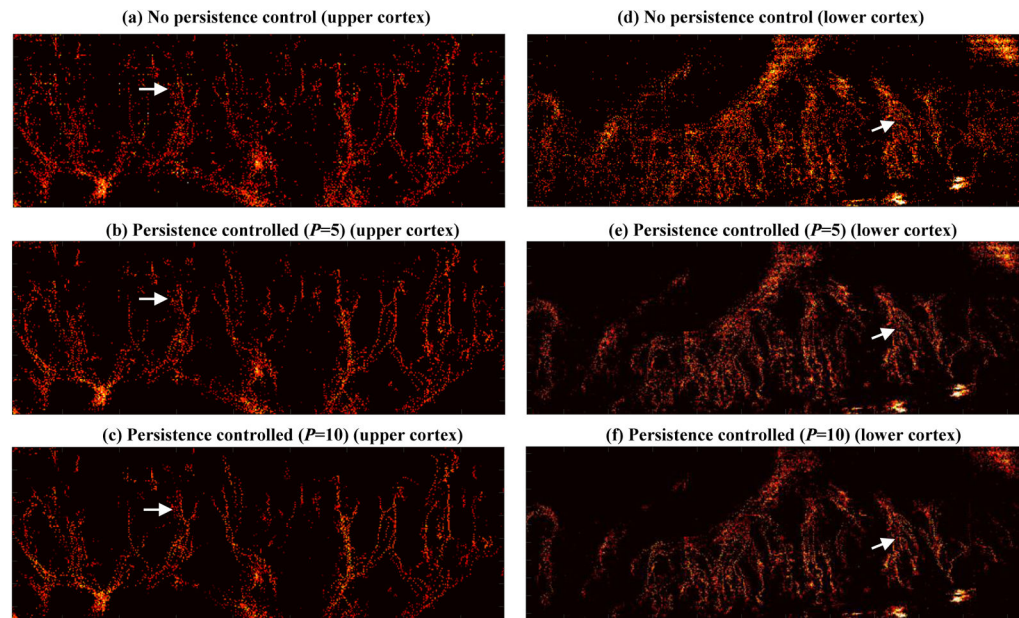 (a) No persistence control (upper cortex)
(d) No persistence control (lower cortex)
(b) Persistence controlled (P=5) (upper cortex)
(e) Persistence controlled (P=5) (lower cortex)
(c) Persistence controlled (P=10) (upper cortex)
(f) Persistence controlled (P=10) (lower cortex)